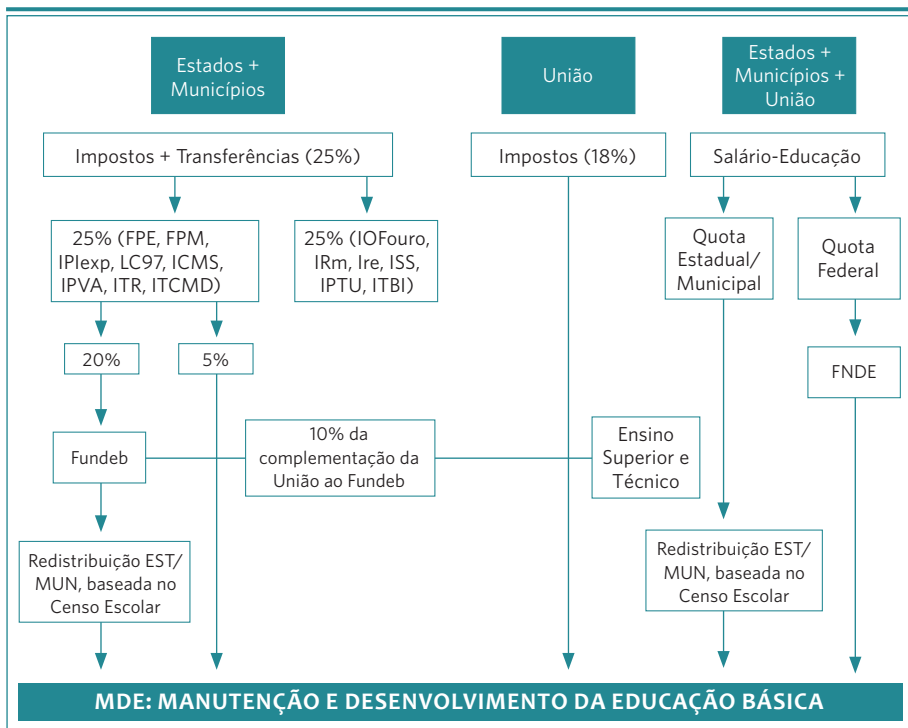 Estados +
Municípios
União
Estados +
Municípios +
União
Impostos + Transferências (25%)
Impostos (18%)
Salário-Educação
25% (FPE, FPM,
IPIexp, LC97, ICMS,
IPVA, ITR, ITCMD)
25% (IOFouro,
IRm, Ire, ISS,
IPTU, ITBI)
Quota
Estadual/
Municipal
Quota
Federal
20%
5%
FNDE
Fundeb
10% da
complementação da
União ao Fundeb
Ensino
Superior e
Técnico
Redistribuição EST/
MUN, baseada no
Censo Escolar
Redistribuição EST/
MUN, baseada no
Censo Escolar
MDE: MANUTENÇÃO E DESENVOLVIMENTO DA EDUCAÇÃO BÁSICA